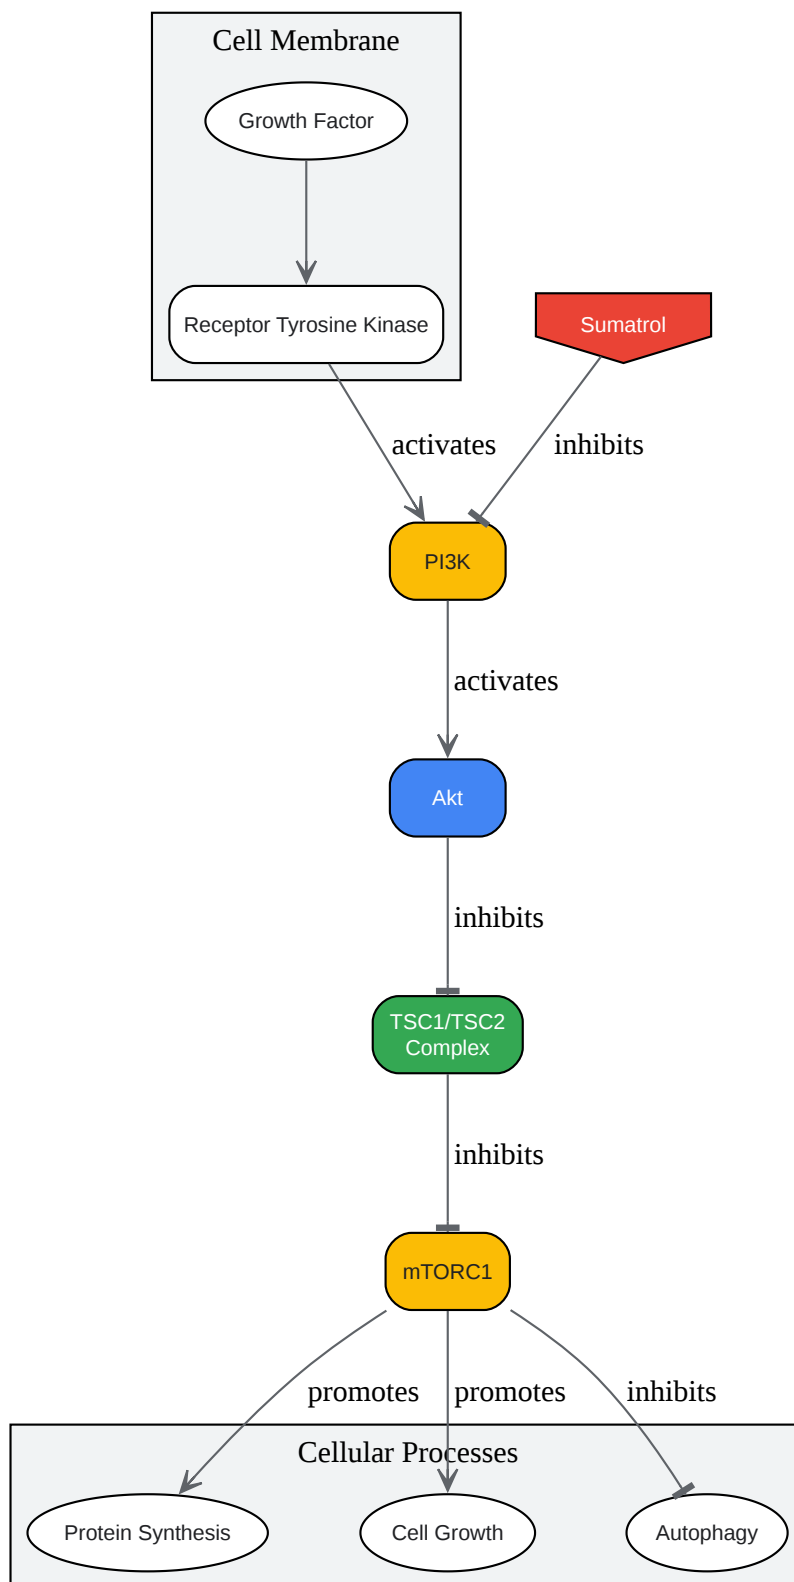 Cell Membrane
Growth Factor
Receptor Tyrosine Kinase
Sumatrol
activates
inhibits
PI3K
activates
Akt
inhibits
TSC1/TSC2
Complex
inhibits
mTORC1
promotes
promotes
inhibits
Cellular Processes
Protein Synthesis
Cell Growth
Autophagy